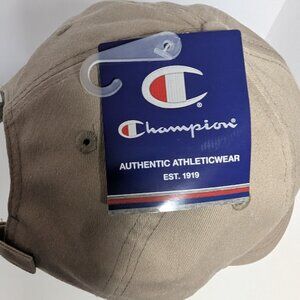 Champion
AUTHENTIC ATHLETICWEAR
EST. 1919